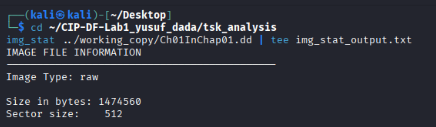 ┌──(kali㉿kali)-[~/Desktop]
└─$ cd ~/CIP-DF-Lab1_yusuf_dada/tsk_analysis
img_stat ../working_copy/Ch01InChap01.dd | tee img_stat_output.txt
IMAGE FILE INFORMATION
--------------------------------------------
Image Type: raw
Size in bytes: 1474560
Sector size:    512